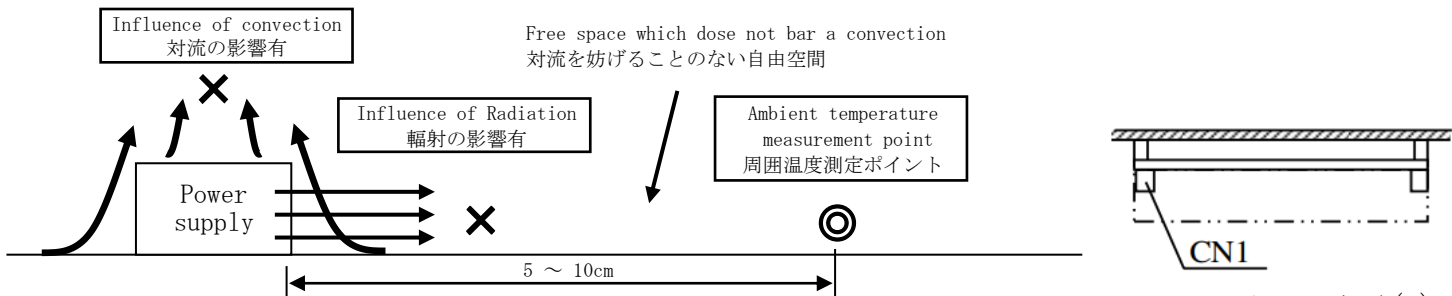 Influence of convection
対流の影響有
Free space which dose not bar a convection
対流を妨げることのない自由空間
Influence of Radiation
輻射の影響有
Ambient temperature
measurement point
周囲温度測定ポイント
Power
supply
5 ～ 10cm
CN1